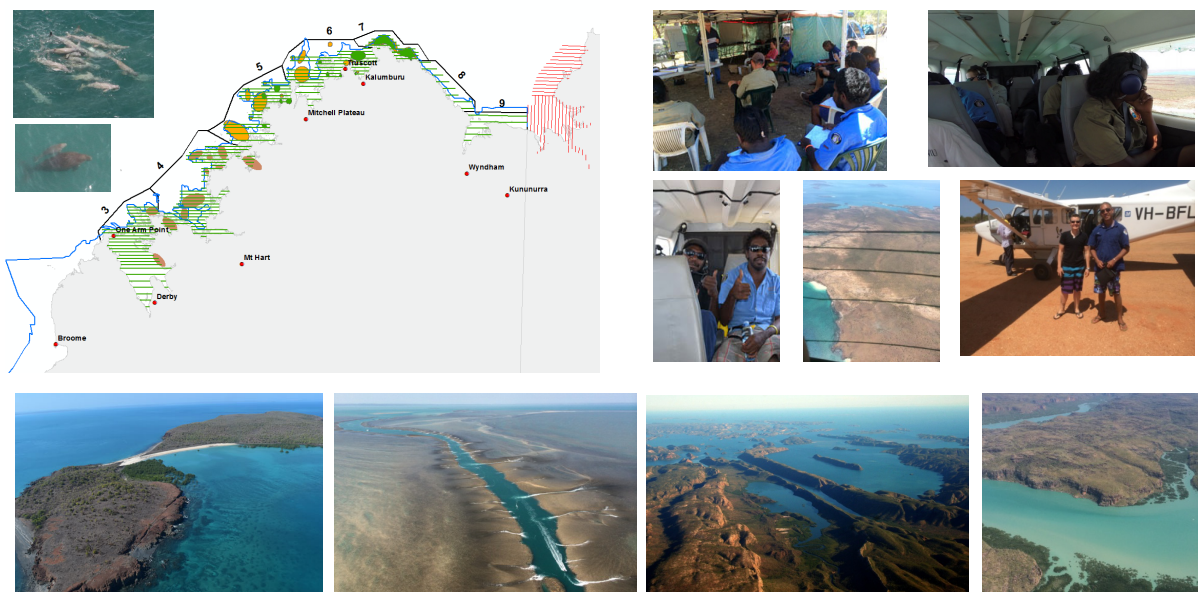 7
6
Truscott
5
Kalumburu
8
9
Mitchell Plateau
4
Wyndham
Kununurra
3
One Arm Point
Mt Hart
Derby
Broome
VH-BFL